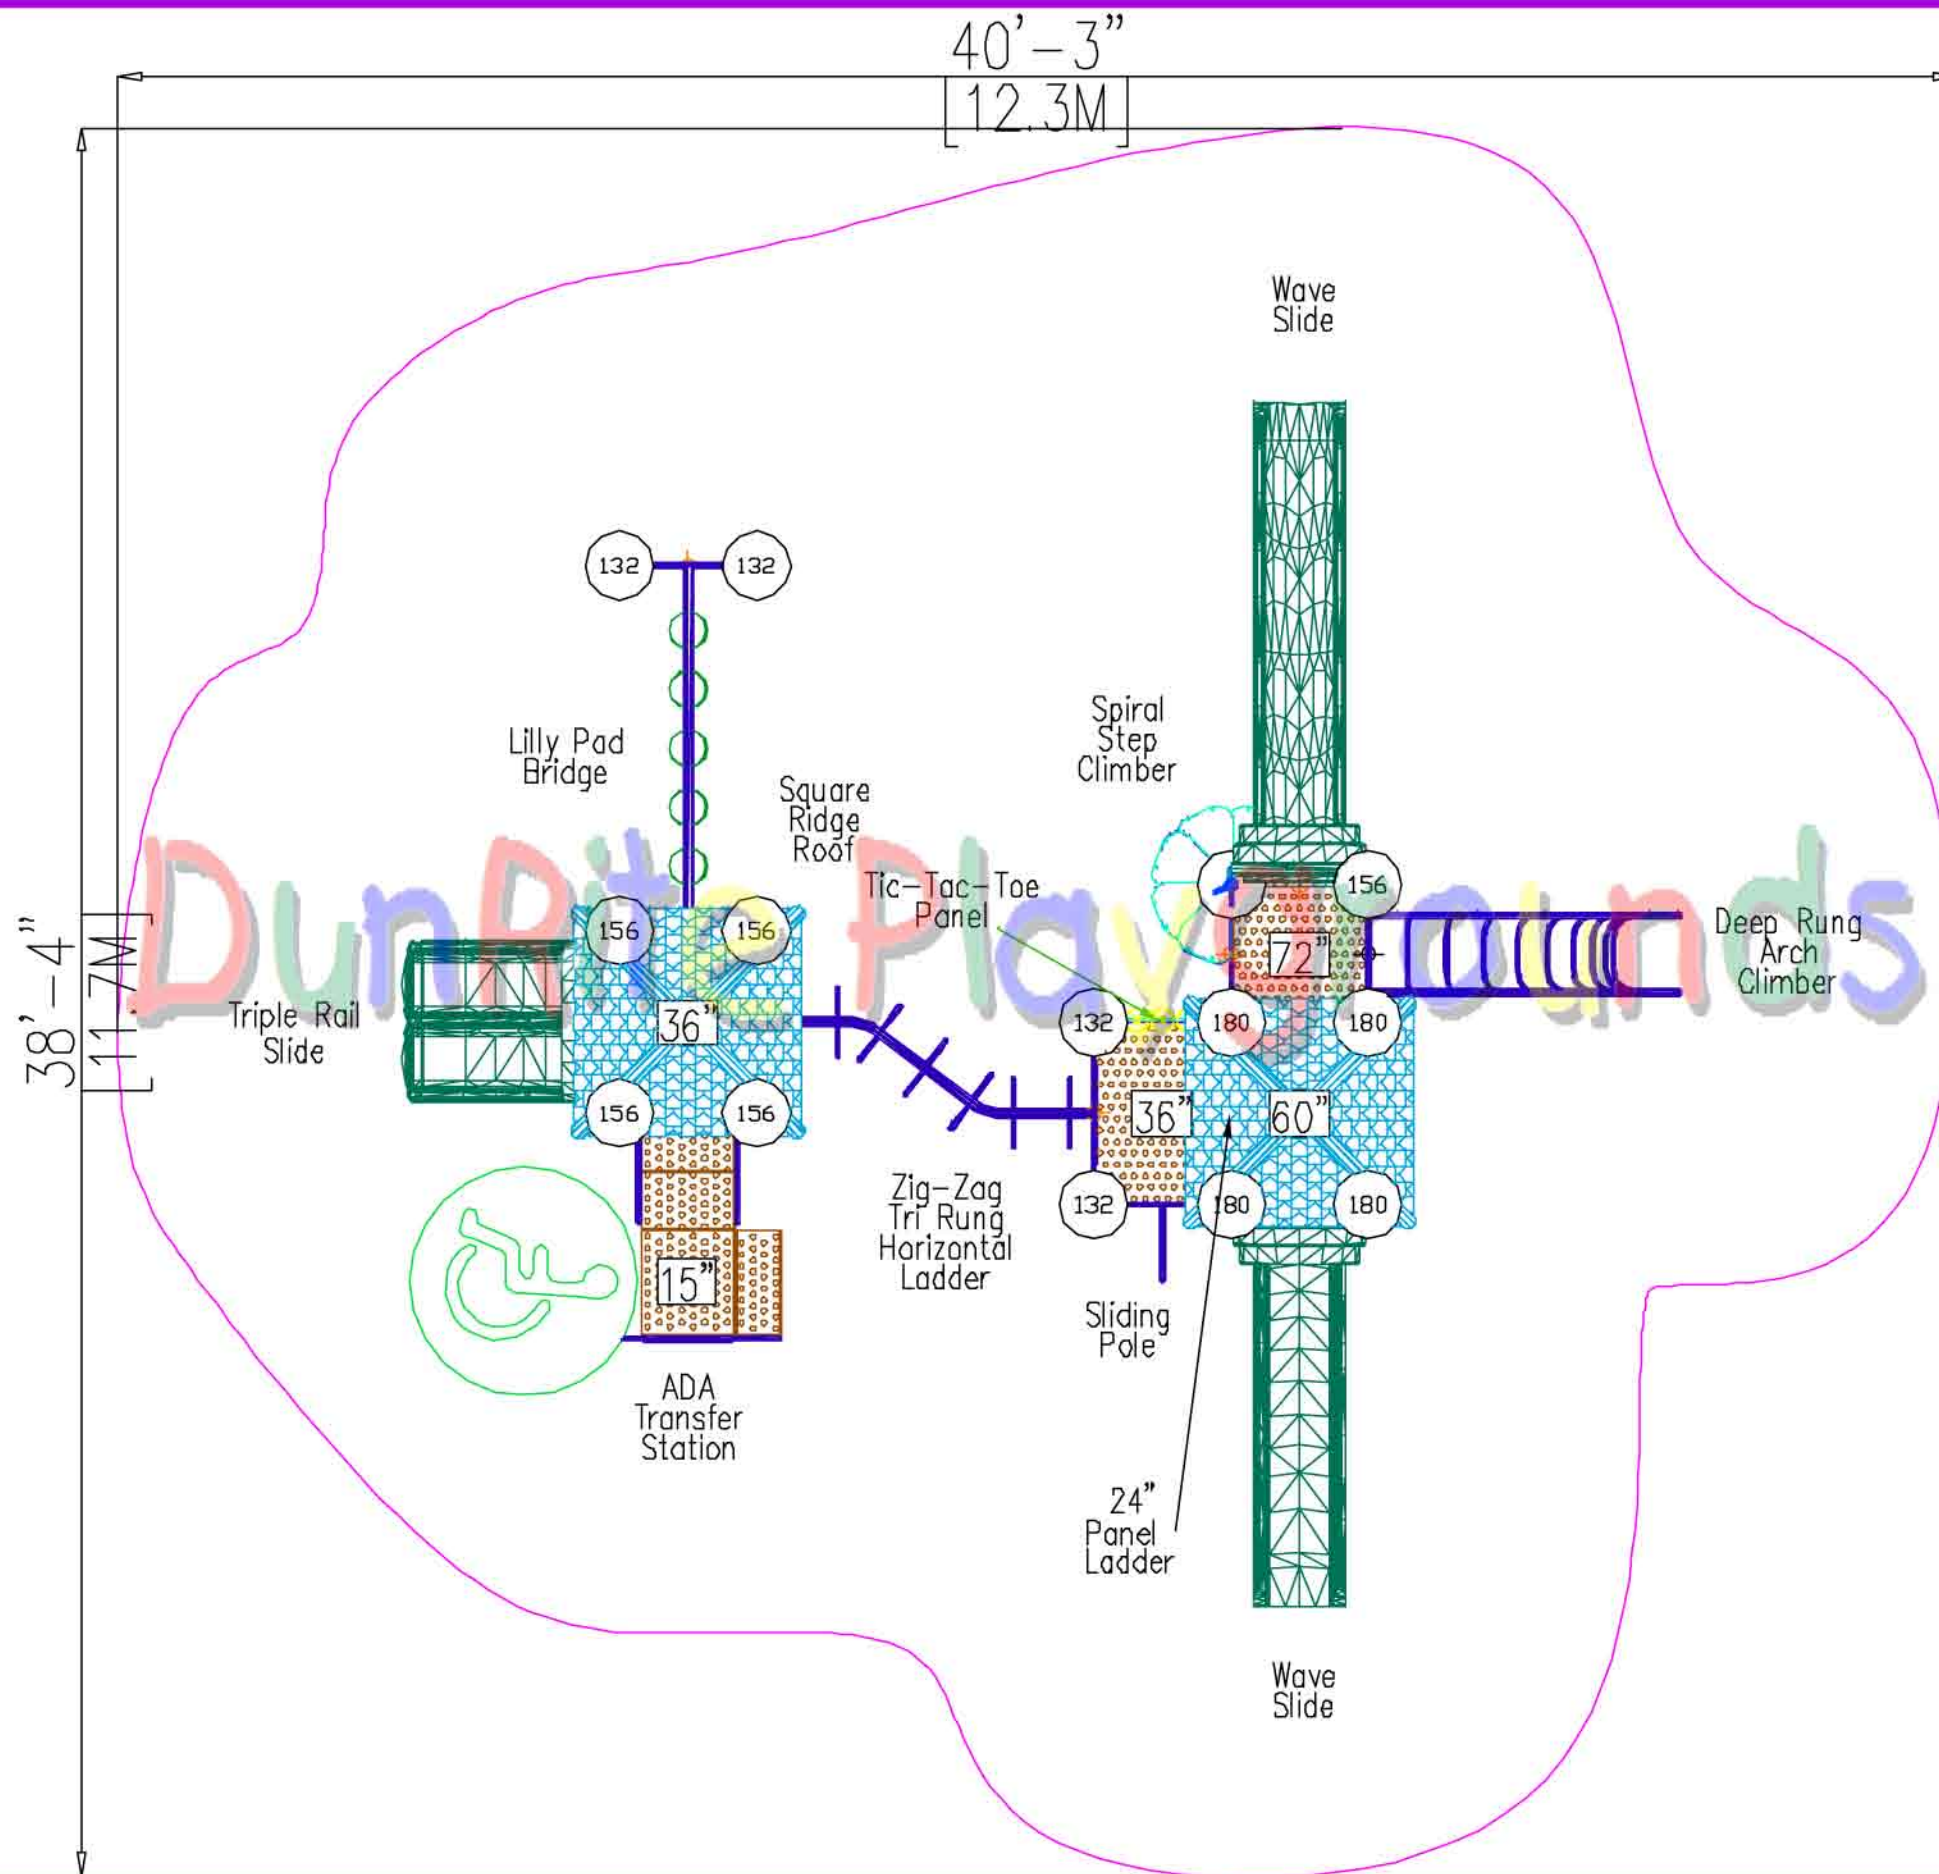 40'-3"
[12.3M]
Wave
Slide
132
132
Spiral
Step
Climber
Lilly Pad
Bridge
Square
Ridge
Roof
Tic-Tac-Toe
Panel
DunRite Playgrounds
156
156
156
72"
Deep Rung
Arch
Climber
38'-4"
[11.7M]
Triple Rail
Slide
36"
132
180
180
156
156
36"
60"
132
180
180
Zig-Zag
Tri Rung
Horizontal
Ladder
15"
Sliding
Pole
ADA
Transfer
Station
24"
Panel
Ladder
Wave
Slide